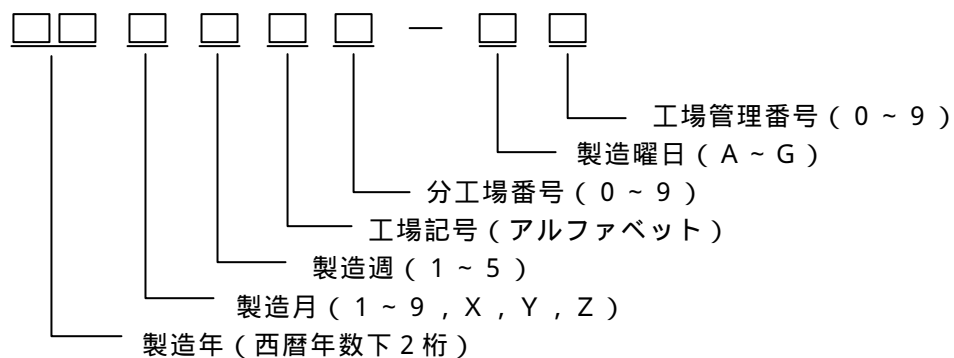 □□ □ □ □ □ － □ □
工場管理番号(0~9)
製造曜日(A~G)
分工場番号(0~9)
工場記号(アルファベット)
製造週(1~5)
製造月(1~9,X,Y,Z)
製造年(西暦年数下2桁)